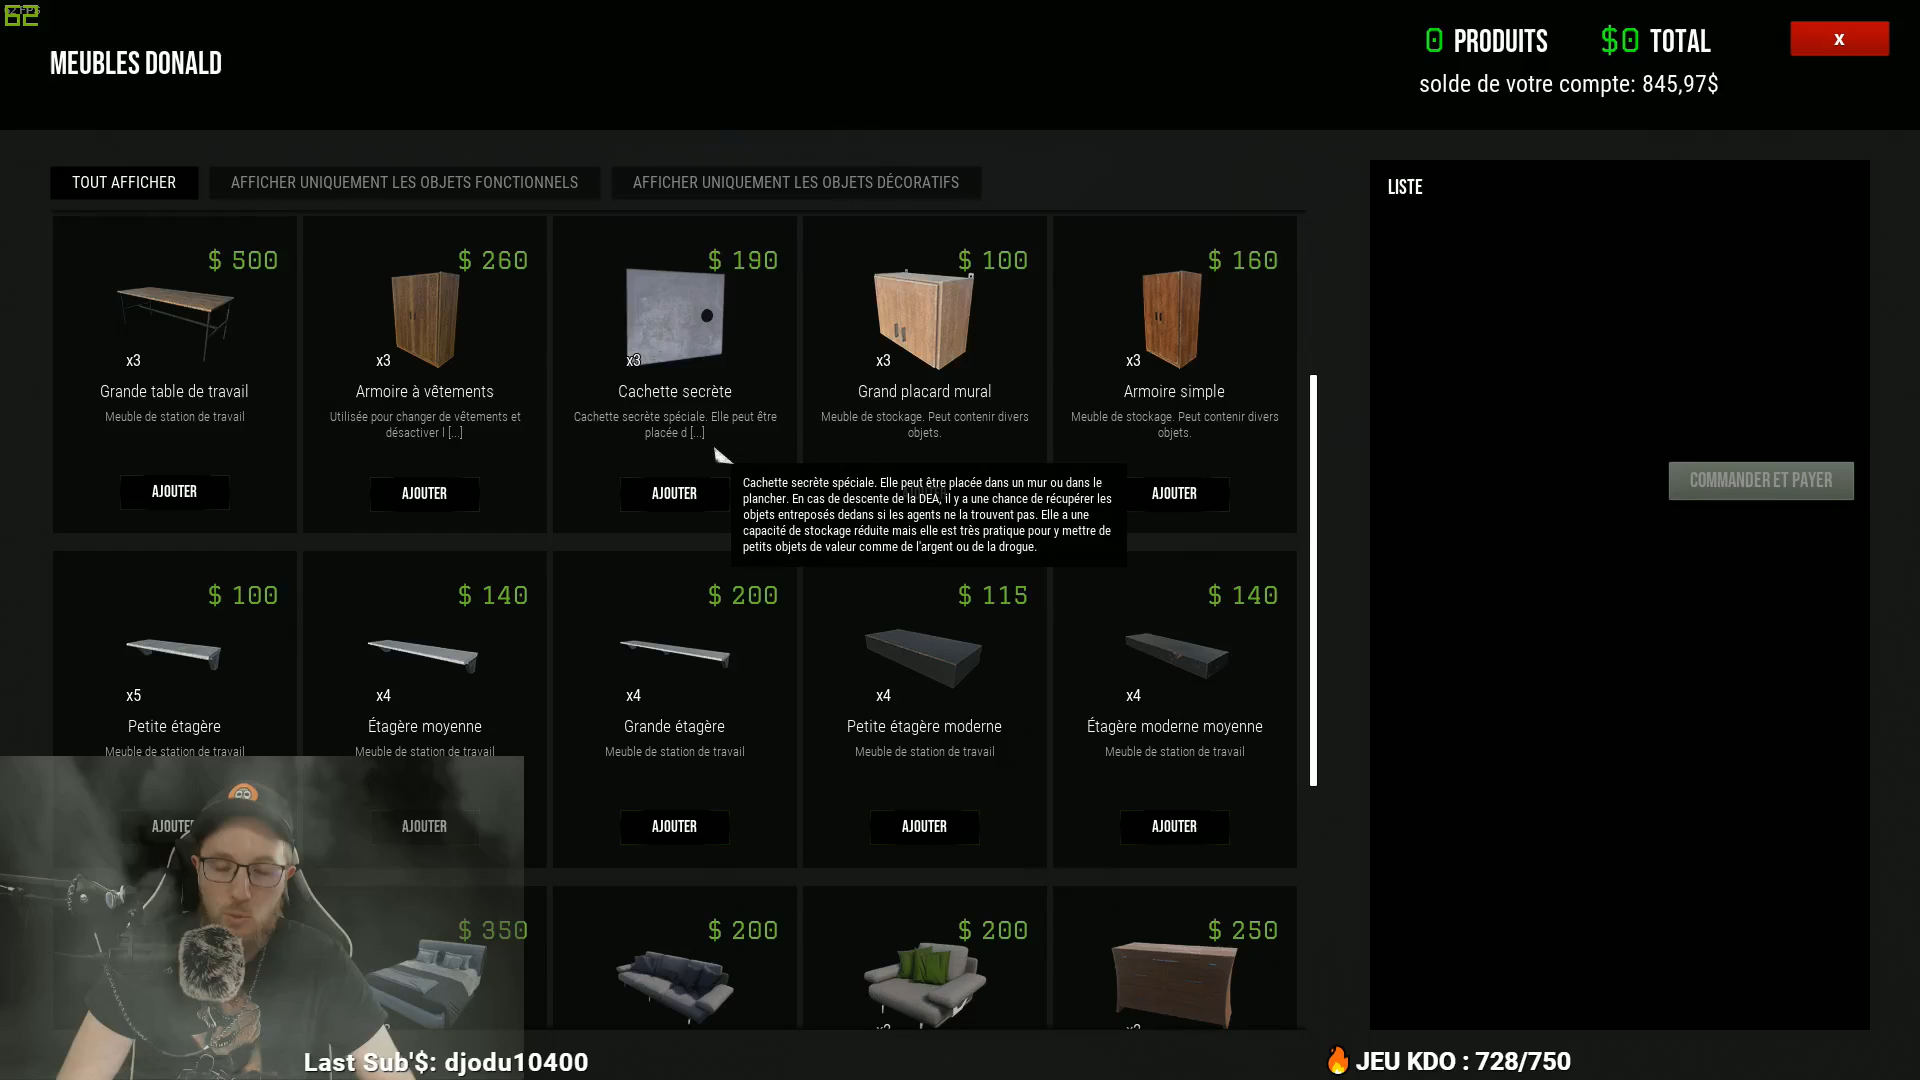 62 FPS
MEUBLES DONALD
0 PRODUITS
$0 TOTAL
X
solde de votre compte: 845,97$
TOUT AFFICHER
AFFICHER UNIQUEMENT LES OBJETS FONCTIONNELS
AFFICHER UNIQUEMENT LES OBJETS DÉCORATIFS
LISTE
$ 500
x3
Grande table de travail
Meuble de station de travail
AJOUTER
$ 260
x3
Armoire à vêtements
Utilisée pour changer de vêtements et
désactiver l [...]
AJOUTER
$ 190
x3
Cachette secrète
Cachette secrète spéciale. Elle peut être
placée d [...]
AJOUTER
$ 100
x3
Grand placard mural
Meuble de stockage. Peut contenir divers
objets.
$ 160
x3
Armoire simple
Meuble de stockage. Peut contenir divers
objets.
AJOUTER
Cachette secrète spéciale. Elle peut être placée dans un mur ou dans le
plancher. En cas de descente de la DEA, il y a une chance de récupérer les
objets entreposés dedans si les agents ne la trouvent pas. Elle a une
capacité de stockage réduite mais elle est très pratique pour y mettre de
petits objets de valeur comme de l'argent ou de la drogue.
COMMANDER ET PAYER
$ 100
x5
Petite étagère
Meuble de station de travail
AJOUTER
$ 140
x4
Étagère moyenne
Meuble de station de travail
AJOUTER
$ 200
x4
Grande étagère
Meuble de station de travail
AJOUTER
$ 115
x4
Petite étagère moderne
Meuble de station de travail
AJOUTER
$ 140
x4
Étagère moderne moyenne
Meuble de station de travail
AJOUTER
$ 350
$ 200
$ 200
$ 250
Last Sub'$: djodu10400
JEU KDO : 728/750